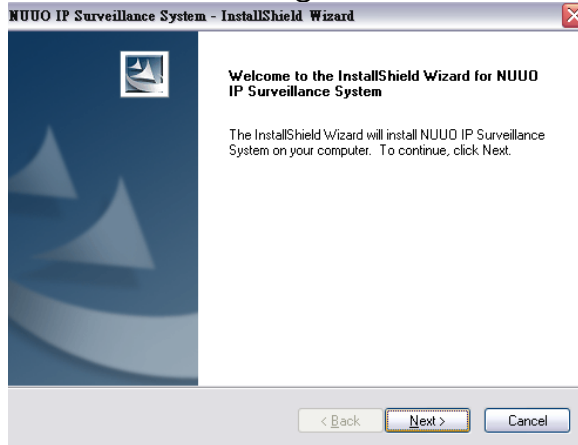 NUUO IP Surveillance System - InstallShield Wizard
Welcome to the InstallShield Wizard for NUUO
IP Surveillance System
The InstallShield Wizard will install NUUO IP Surveillance
System on your computer. To continue, click Next.
< Back
Next >
Cancel